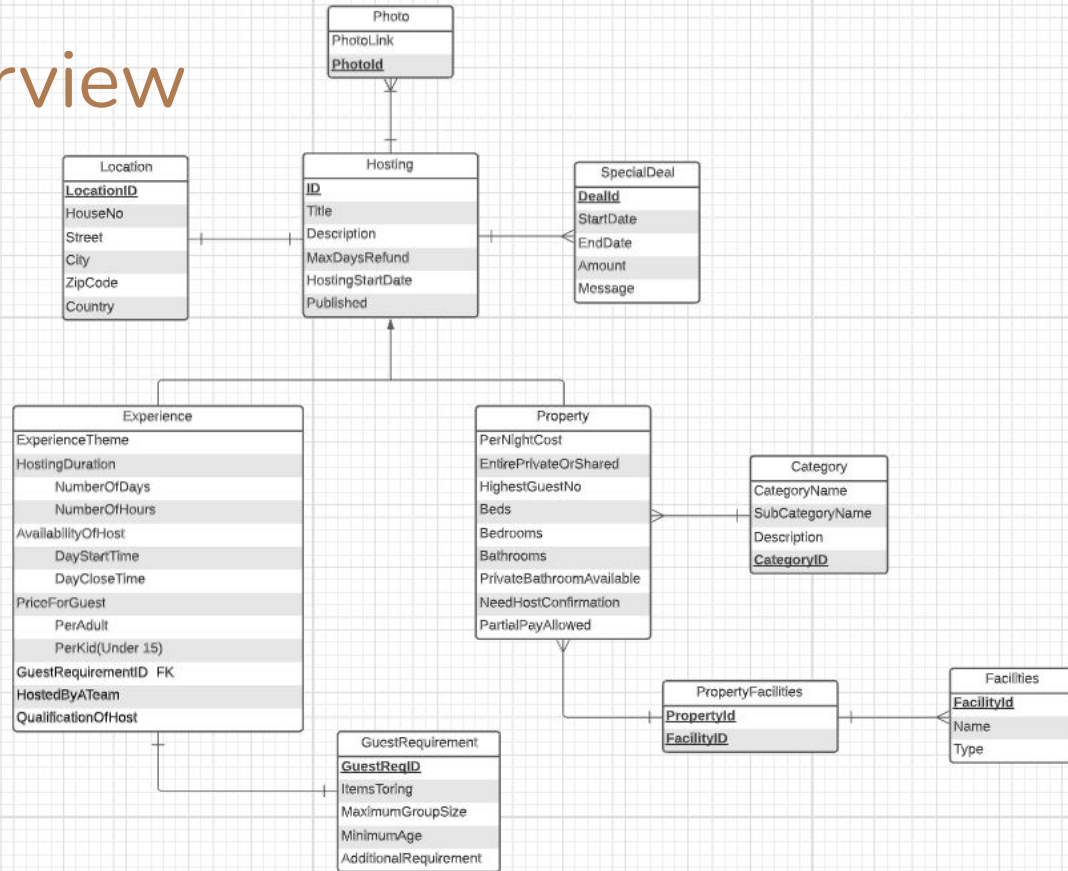 rview
Photo
PhotoLink
PhotoId
Location
LocationID
HouseNo
Street
City
ZipCode
Country
Hosting
ID
Title
Description
MaxDaysRefund
HostingStartDate
Published
SpecialDeal
DealId
StartDate
EndDate
Amount
Message
Experience
ExperienceTheme
HostingDuration
NumberOfDays
NumberOfHours
AvailabilityOfHost
DayStartTime
DayCloseTime
PriceForGuest
PerAdult
PerKid(Under 15)
GuestRequirementID FK
HostedByATeam
QualificationOfHost
Property
PerNightCost
EntirePrivateOrShared
HighestGuestNo
Beds
Bedrooms
Bathrooms
PrivateBathroomAvailable
NeedHostConfirmation
PartialPayAllowed
Category
CategoryName
SubCategoryName
Description
CategoryID
PropertyFacilities
PropertyId
FacilityID
Facilities
FacilityId
Name
Type
GuestRequirement
GuestReqID
ItemsToring
MaximumGroupSize
MinimumAge
AdditionalRequirement